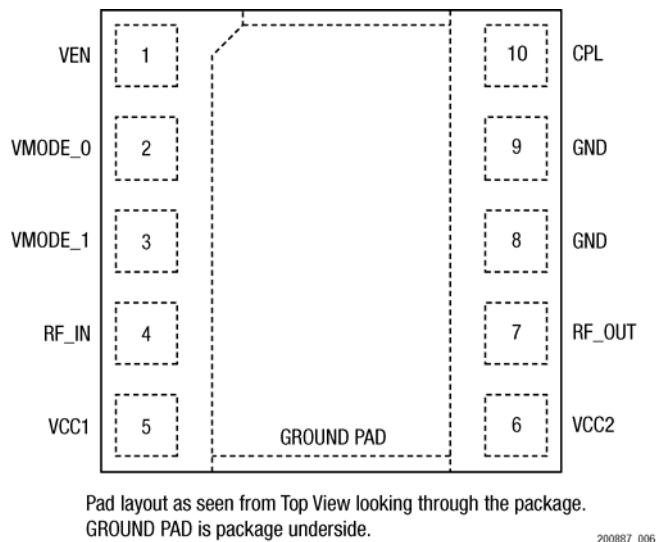 VEN 1 10 CPL
VMODE_0 2 9 GND
VMODE_1 3 8 GND
RF_IN 4 7 RF_OUT
VCC1 5 GROUND PAD 6 VCC2
Pad layout as seen from Top View looking through the package.
GROUND PAD is package underside.
200887_006